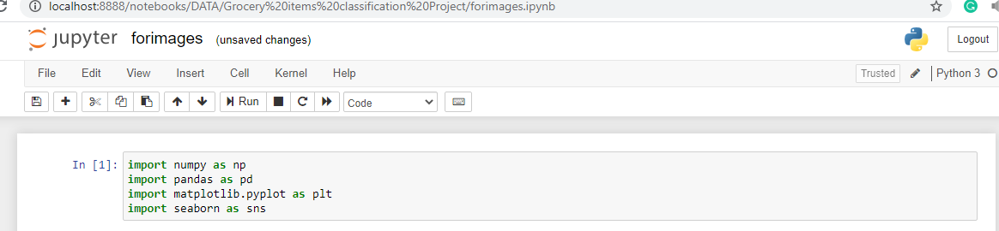 localhost:8888/notebooks/DATA/Grocery%20items%20classification%20Project/forimages.ipynb
jupyter forimages (unsaved changes) Logout
File Edit View Insert Cell Kernel Help Trusted Python 3
Run Code
In [1]: import numpy as np
import pandas as pd
import matplotlib.pyplot as plt
import seaborn as sns